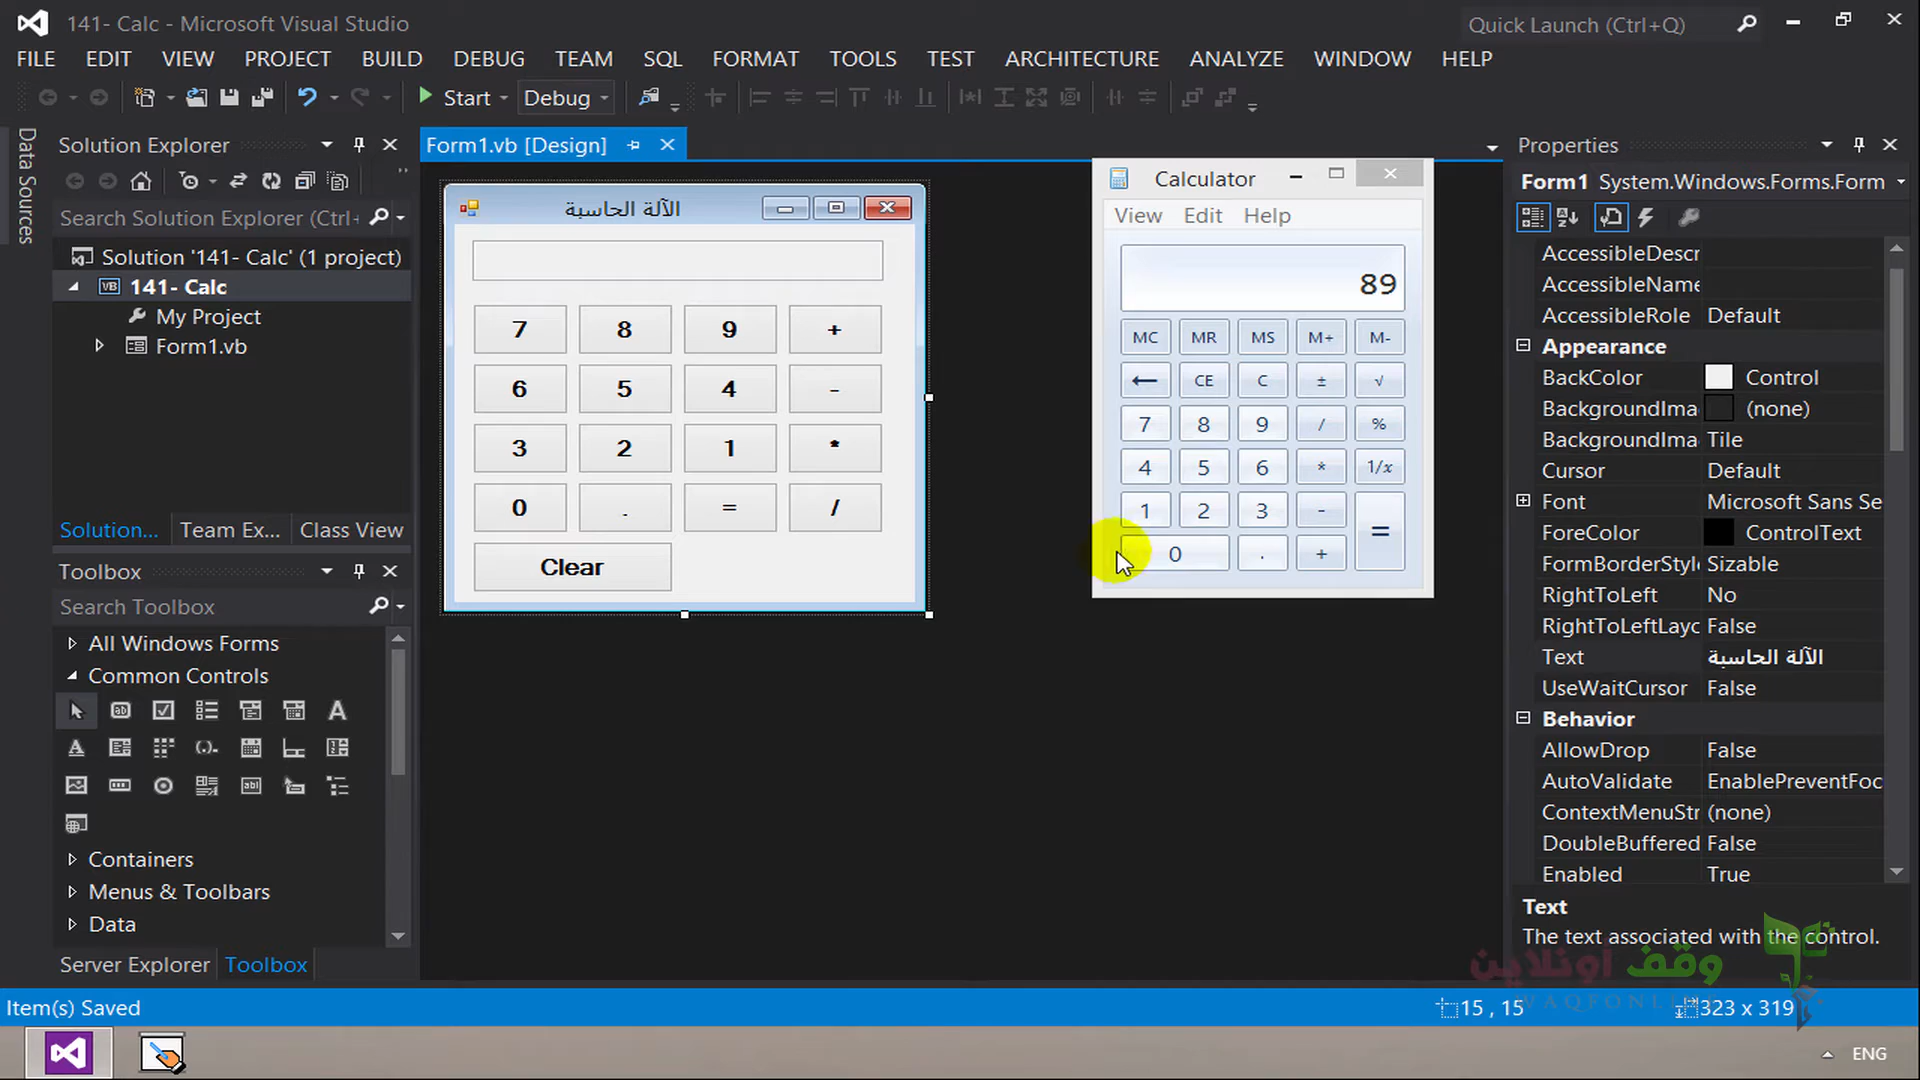 141- Calc - Microsoft Visual Studio
Quick Launch (Ctrl+Q)
FILE EDIT VIEW PROJECT BUILD DEBUG TEAM SQL FORMAT TOOLS TEST ARCHITECTURE ANALYZE WINDOW HELP
Start Debug
Data Sources
Solution Explorer
Search Solution Explorer (Ctrl
Solution '141- Calc' (1 project)
141- Calc
My Project
Form1.vb
Solution... Team Ex... Class View
Toolbox
Search Toolbox
All Windows Forms
Common Controls
Containers
Menus & Toolbars
Data
Server Explorer Toolbox
Form1.vb [Design]
الآلة الحاسبة
7 8 9 +
6 5 4 -
3 2 1 *
0 . = /
Clear
Calculator
View Edit Help
89
MC MR MS M+ M-
← CE C ± √
7 8 9 / %
4 5 6 * 1/x
1 2 3 - =
0 . +
Properties
Form1 System.Windows.Forms.Form
AccessibleDescr
AccessibleName
AccessibleRole Default
Appearance
BackColor Control
BackgroundIma (none)
BackgroundIma Tile
Cursor Default
Font Microsoft Sans Se
ForeColor ControlText
FormBorderStyle Sizable
RightToLeft No
RightToLeftLayc False
Text الآلة الحاسبة
UseWaitCursor False
Behavior
AllowDrop False
AutoValidate EnablePreventFoc
ContextMenuStr (none)
DoubleBuffered False
Enabled True
Text
The text associated with the control.
وقف أونلاين
WAQFONLINE
Item(s) Saved
15 , 15
323 x 319
ENG